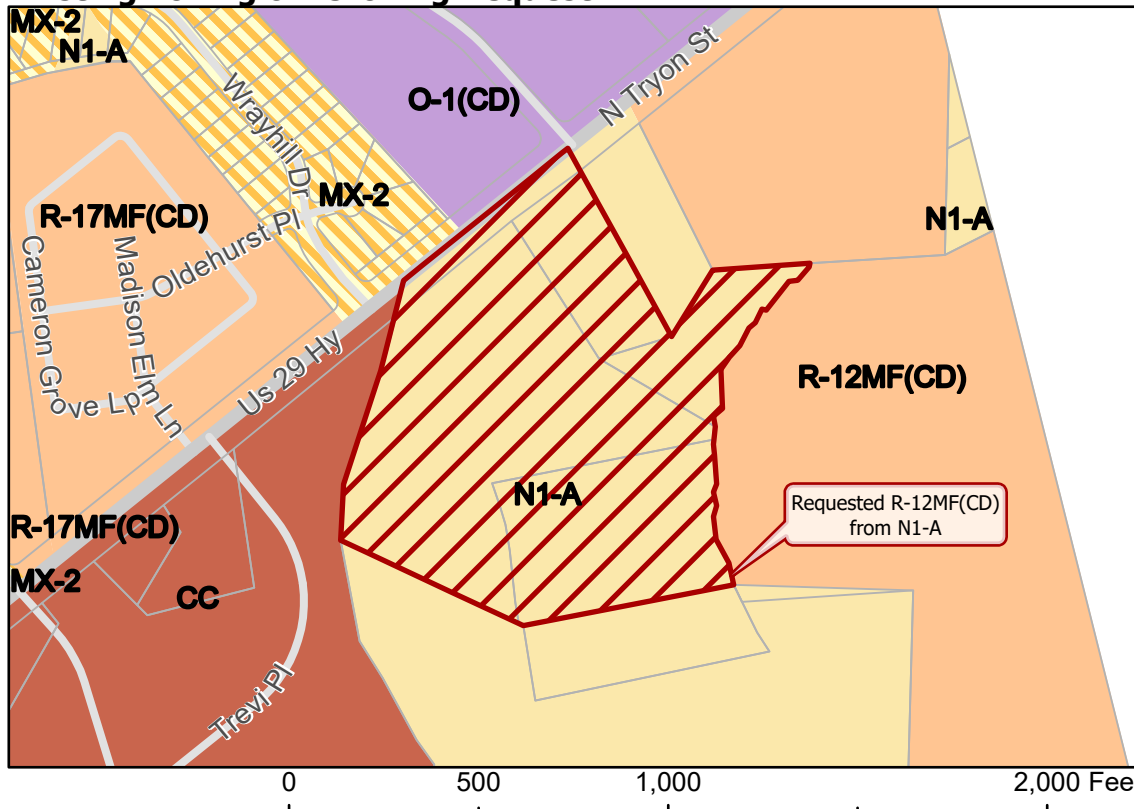 MX-2
N1-A
O-1(CD)
N Tryon St
Wrayhill Dr
MX-2
R-17MF(CD)
Oldehurst Pl
N1-A
Cameron Grove Lp
Madison Elm Ln
Us 29 Hy
R-12MF(CD)
N1-A
Requested R-12MF(CD)
from N1-A
R-17MF(CD)
MX-2
CC
Trevi Pl
0 500 1,000 2,000 Fee